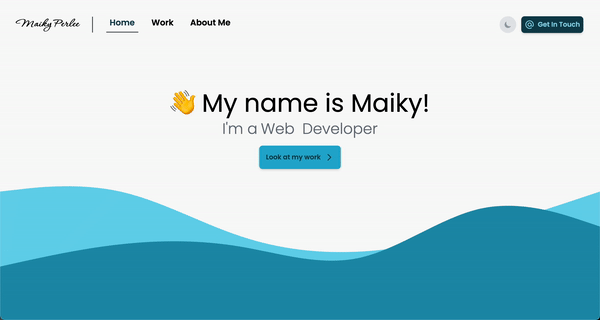 Maiky Perlee
Home
Work
About Me
Get In Touch
👋 My name is Maiky!
I'm a Web Developer
Look at my work